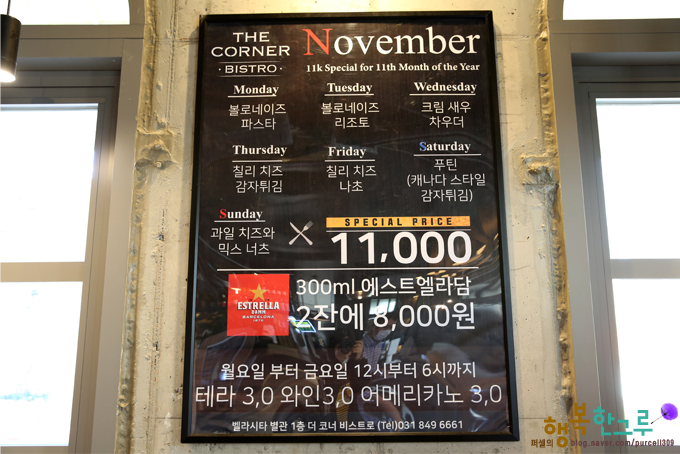 THE
CORNER
· BISTRO ·
November
11k Special for 11th Month of the Year
Monday
볼로네이즈
파스타
Tuesday
볼로네이즈
리조토
Wednesday
크림 새우
차우더
Thursday
칠리 치즈
감자튀김
Friday
칠리 치즈
나초
Saturday
푸틴
(캐나다 스타일
감자튀김)
Sunday
과일 치즈와
믹스 너츠
SPECIAL PRICE
11,000
ESTRELLA
DAMM
BARCELONA
1876
300ml 에스트엘라담
2잔에 8,000원
월요일 부터 금요일 12시부터 6시까지
테라 3,0 와인3,0 어메리카노 3,0
벨라시타 별관 1층 더 코너 비스트로 (Tel)031 849 6661
행복한그루
퍼셀의 blog.naver.com/purcell309